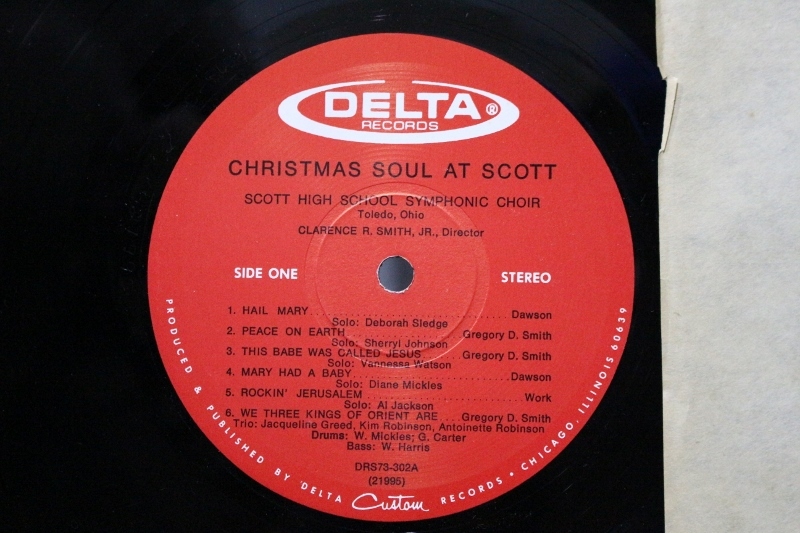 DELTA®
RECORDS
CHRISTMAS SOUL AT SCOTT
SCOTT HIGH SCHOOL SYMPHONIC CHOIR
Toledo, Ohio
CLARENCE R. SMITH, JR., Director
SIDE ONE STEREO
1. HAIL MARY Dawson
Solo: Deborah Sledge
2. PEACE ON EARTH Gregory D. Smith
Solo: Sherryl Johnson
3. THIS BABE WAS CALLED JESUS Gregory D. Smith
Solo: Vannessa Watson
4. MARY HAD A BABY Dawson
Solo: Diane Mickles
5. ROCKIN' JERUSALEM Work
Solo: Al Jackson
6. WE THREE KINGS OF ORIENT ARE Gregory D. Smith
Trio: Jacqueline Greed, Kim Robinson, Antoinette Robinson
Drums: W. Mickles; G. Carter
Bass: W. Harris
DRS73-302A
(21995)
PRODUCED & PUBLISHED BY DELTA Custom RECORDS • CHICAGO, ILLINOIS 60639